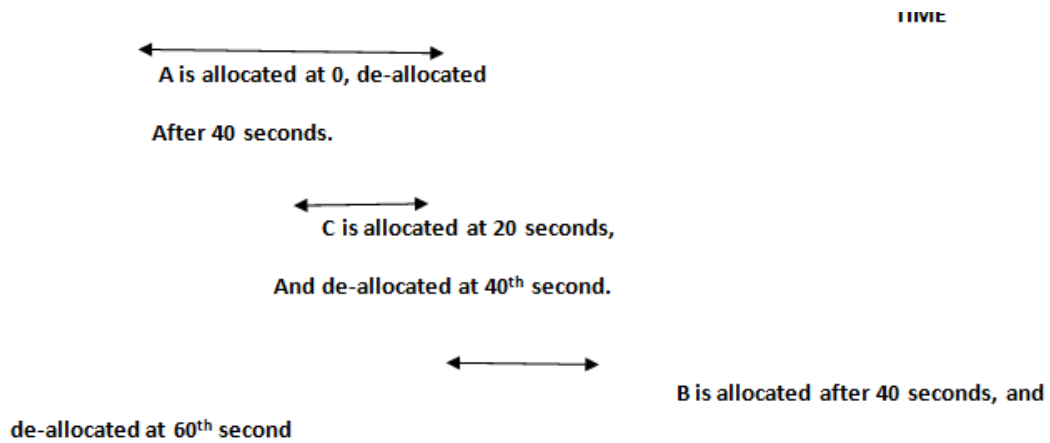 TIME
A is allocated at 0, de-allocated
After 40 seconds.
C is allocated at 20 seconds,
And de-allocated at 40th second.
B is allocated after 40 seconds, and
de-allocated at 60th second